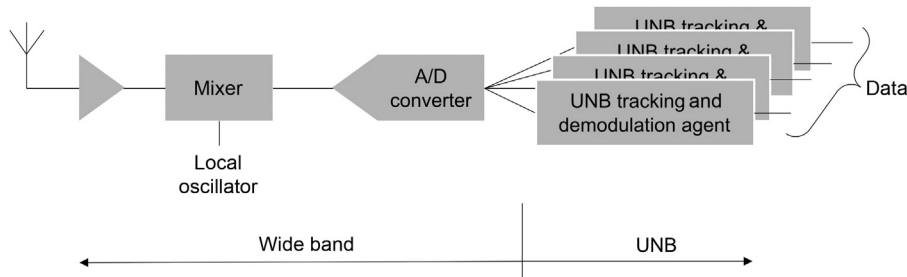 UNB tracking &
UNB tracking &
UNB tracking &
UNB tracking and
demodulation agent
Mixer
A/D
converter
Data
Local
oscillator
Wide band
UNB